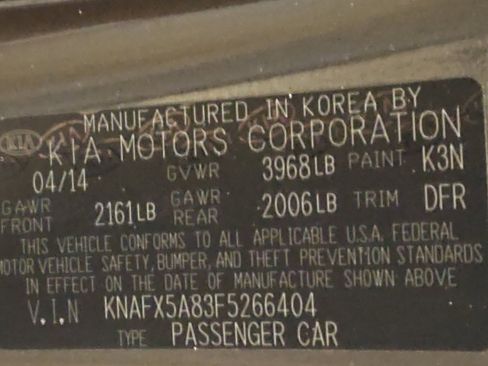 MANUFACTURED IN KOREA BY
KIA KIA MOTORS CORPORATION
04/14 GVWR 3968LB PAINT K3N
GAWR FRONT 2161LB GAWR REAR 2006LB TRIM DFR
THIS VEHICLE CONFORMS TO ALL APPLICABLE U.S.A. FEDERAL
MOTOR VEHICLE SAFETY, BUMPER, AND THEFT PREVENTION STANDARDS
IN EFFECT ON THE DATE OF MANUFACTURE SHOWN ABOVE
V.I.N KNAFX5A83F5266404
TYPE PASSENGER CAR